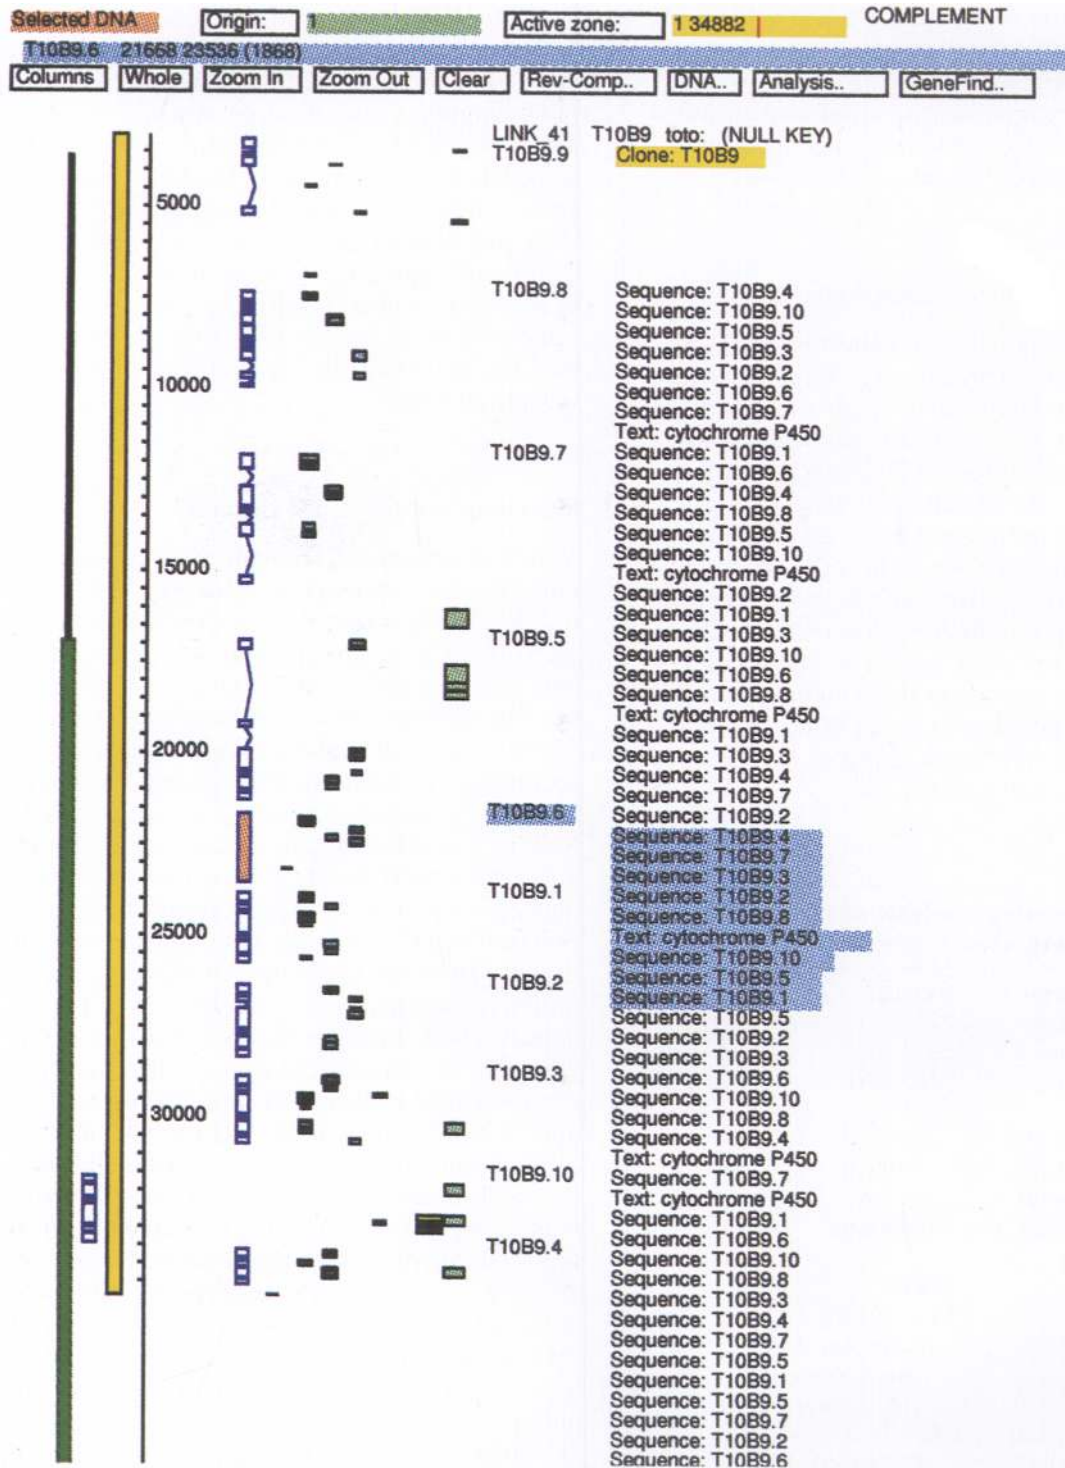 Selected DNA Origin: 1 Active zone: 1 34882 COMPLEMENT
T10B9.6 21668 23536 (1868)
Columns Whole Zoom In Zoom Out Clear Rev-Comp.. DNA.. Analysis.. GeneFind..
LINK_41 T10B9 toto: (NULL KEY)
T10B9.9 Clone: T10B9
5000
T10B9.8 Sequence: T10B9.4
Sequence: T10B9.10
Sequence: T10B9.5
Sequence: T10B9.3
Sequence: T10B9.2
10000 Sequence: T10B9.6
Sequence: T10B9.7
Text: cytochrome P450
T10B9.7 Sequence: T10B9.1
Sequence: T10B9.6
Sequence: T10B9.4
Sequence: T10B9.8
Sequence: T10B9.5
Sequence: T10B9.10
15000 Text: cytochrome P450
Sequence: T10B9.2
Sequence: T10B9.1
T10B9.5 Sequence: T10B9.3
Sequence: T10B9.10
Sequence: T10B9.6
Sequence: T10B9.8
Text: cytochrome P450
Sequence: T10B9.1
20000 Sequence: T10B9.3
Sequence: T10B9.4
Sequence: T10B9.7
T10B9.6 Sequence: T10B9.2
Sequence: T10B9.4
Sequence: T10B9.7
Sequence: T10B9.3
T10B9.1 Sequence: T10B9.2
Sequence: T10B9.8
25000 Text: cytochrome P450
Sequence: T10B9.10
T10B9.2 Sequence: T10B9.5
Sequence: T10B9.1
Sequence: T10B9.5
Sequence: T10B9.2
Sequence: T10B9.3
T10B9.3 Sequence: T10B9.6
Sequence: T10B9.10
30000 Sequence: T10B9.8
Sequence: T10B9.4
Text: cytochrome P450
T10B9.10 Sequence: T10B9.7
Text: cytochrome P450
Sequence: T10B9.1
T10B9.4 Sequence: T10B9.6
Sequence: T10B9.10
Sequence: T10B9.8
Sequence: T10B9.3
Sequence: T10B9.4
Sequence: T10B9.7
Sequence: T10B9.5
Sequence: T10B9.1
Sequence: T10B9.5
Sequence: T10B9.7
Sequence: T10B9.2
Sequence: T10B9.6